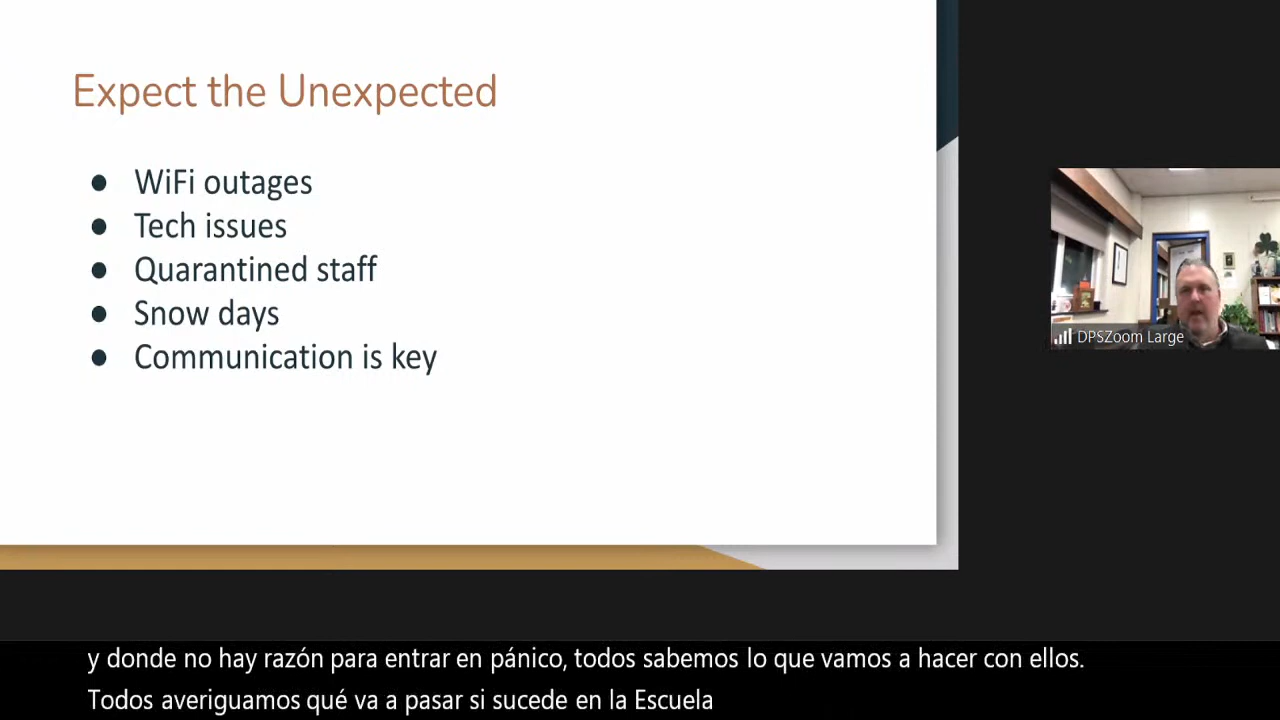 Expect the Unexpected
● WiFi outages
● Tech issues
● Quarantined staff
● Snow days
● Communication is key
DPSZoom Large
y donde no hay razón para entrar en pánico, todos sabemos lo que vamos a hacer con ellos.
Todos averiguamos qué va a pasar si sucede en la Escuela